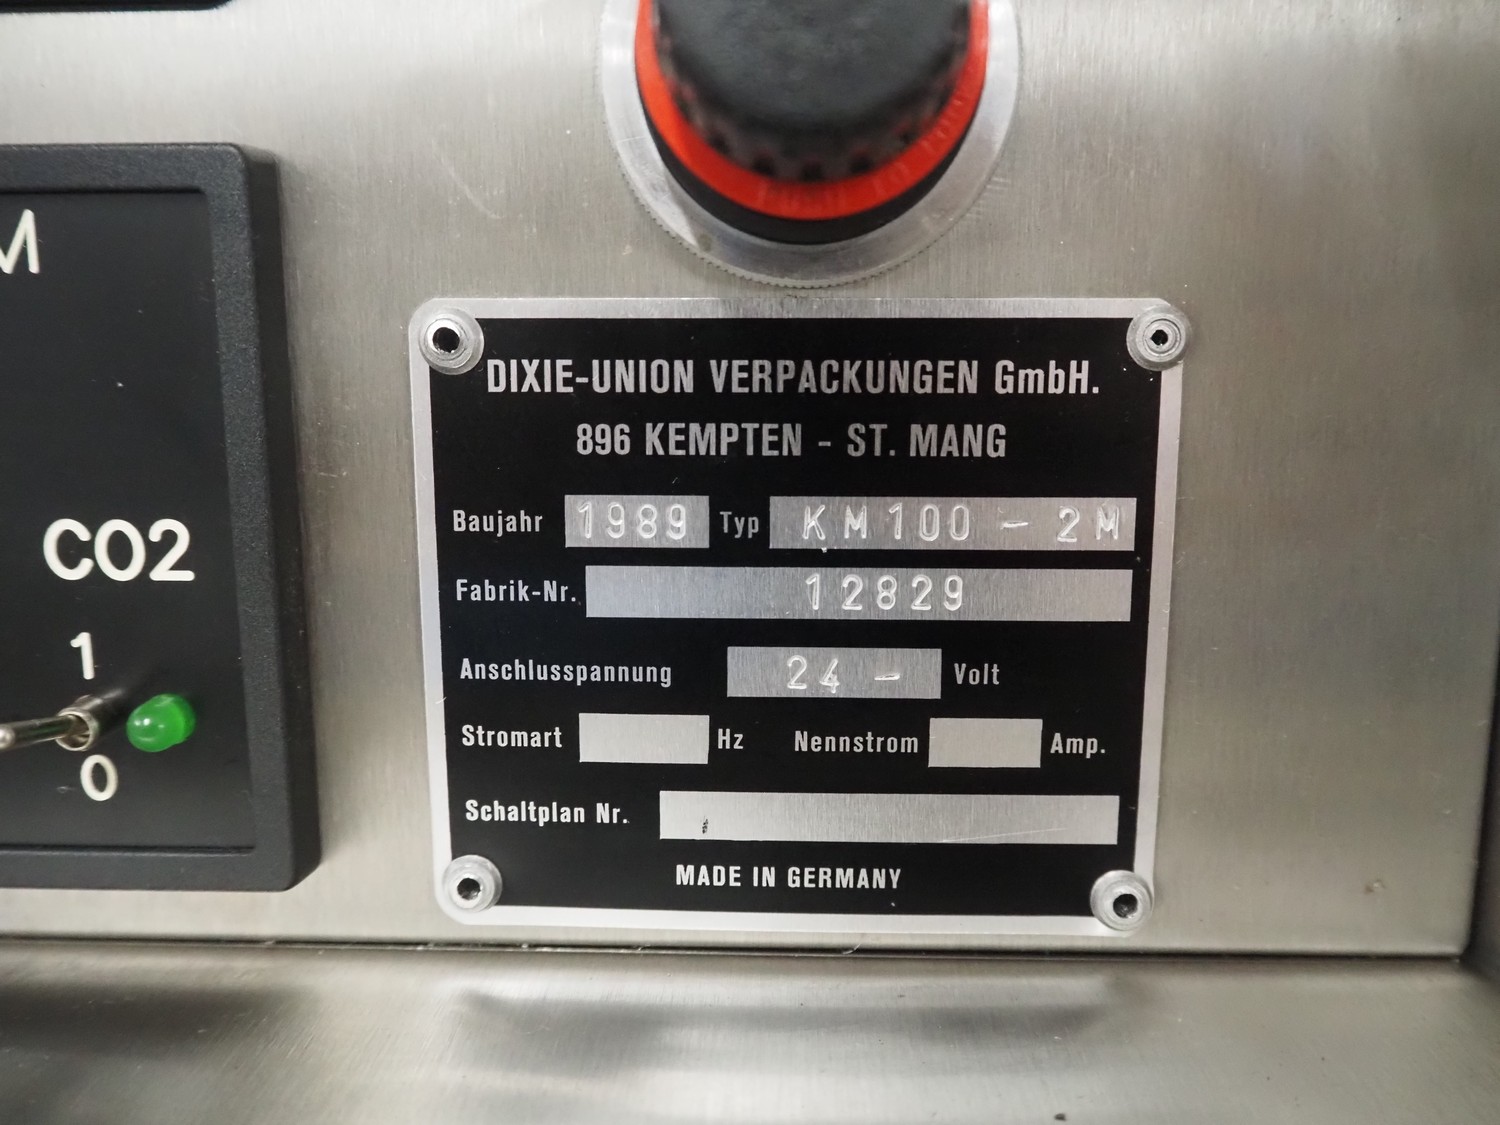 M
CO2
1
0
DIXIE-UNION VERPACKUNGEN GmbH.
896 KEMPTEN - ST. MANG
Baujahr 1989 Typ KM100 - 2M
Fabrik-Nr. 12829
Anschlusspannung 24 - Volt
Stromart Hz Nennstrom Amp.
Schaltplan Nr.
MADE IN GERMANY